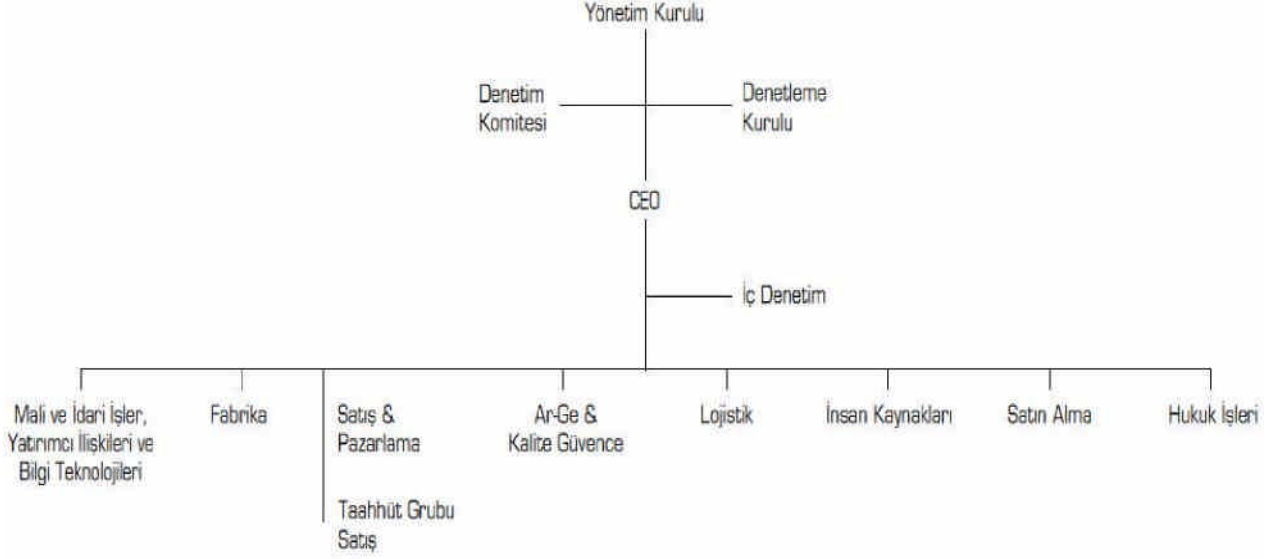 Yönetim Kurulu
Denetim
Komitesi
Denetleme
Kurulu
CEO
İç Denetim
Mali ve İdari İşler,
Yatırımcı İlişkileri ve
Bilgi Teknolojileri
Fabrika
Satış &
Pazarlama
Taahhüt Grubu
Satış
Ar-Ge &
Kalite Güvence
Lojistik
İnsan Kaynakları
Satın Alma
Hukuk İşleri